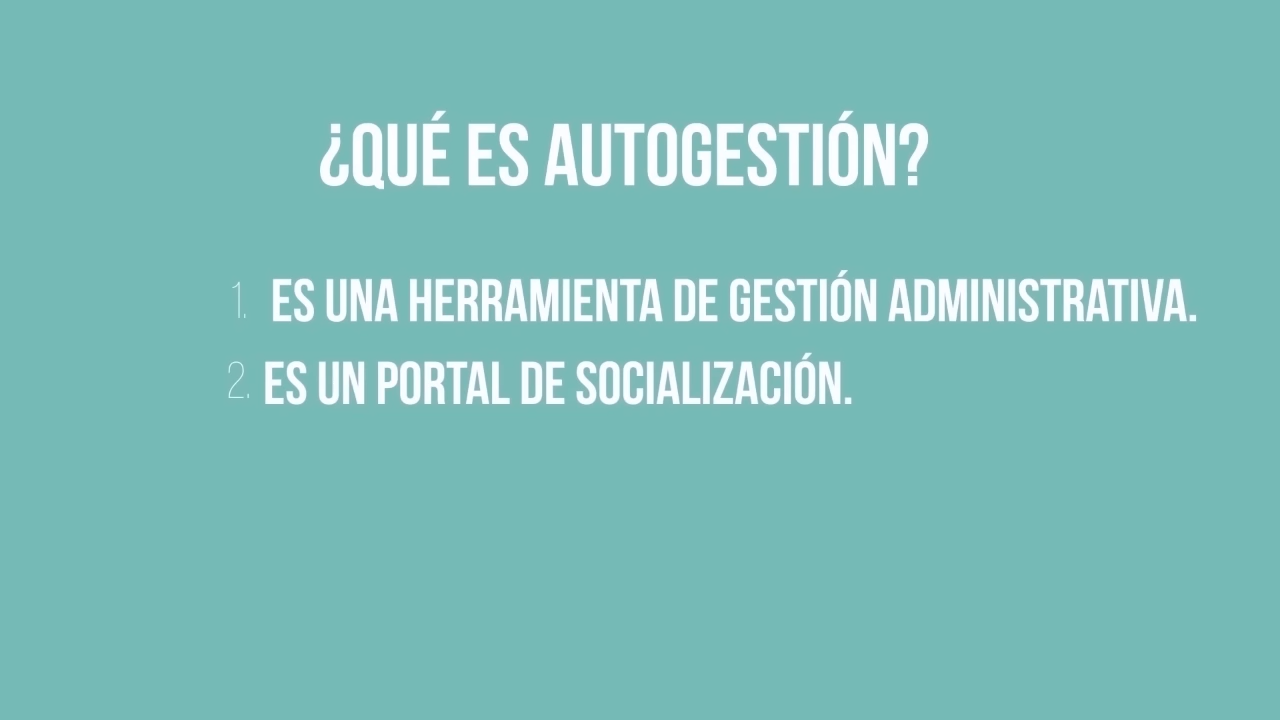 ¿QUÉ ES AUTOGESTIÓN?
1. ES UNA HERRAMIENTA DE GESTIÓN ADMINISTRATIVA.
2. ES UN PORTAL DE SOCIALIZACIÓN.